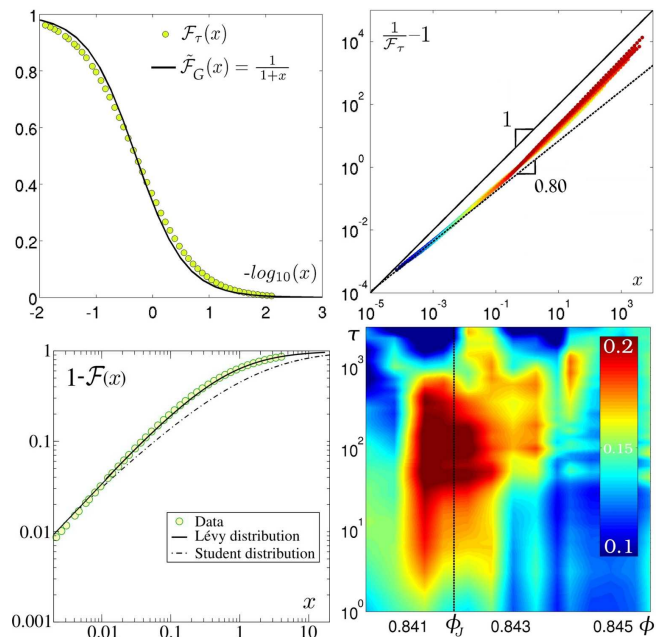 1
0.8
0.6
0.4
0.2
0
-2 -1 0 1 2 3
ℱτ(x)
ℱ̃G(x) = 1/(1+x)
-log10(x)
1/ℱτ -1
10^4
10^2
10^0
10^-2
10^-4
10^-5 10^-3 10^-1 10^1 10^3
x
1
0.80
1
0.1
0.01
0.001
0.01 0.1 1 10
1-ℱ(x)
Data
Lévy distribution
Student distribution
x
τ
10^3
10^2
10^1
10^0
0.841 ϕJ 0.843 0.845 ϕ
0.2
0.15
0.1